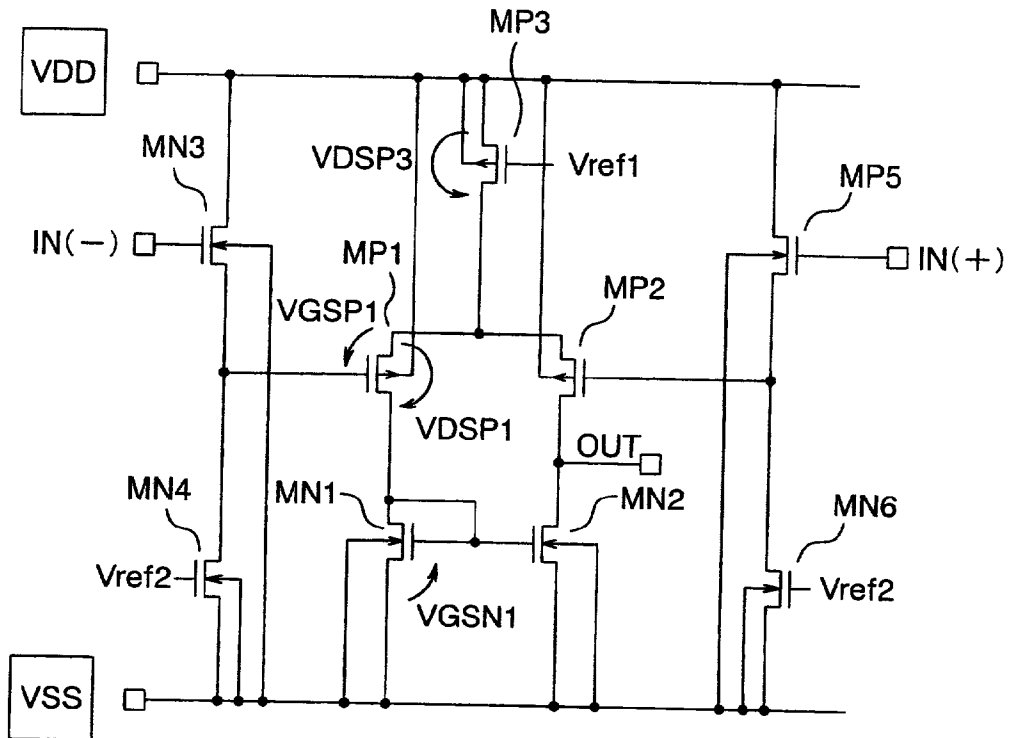 MP3
VDD
MN3
VDSP3
Vref1
MP5
IN(−)
MP1
IN(+)
VGSP1
MP2
VDSP1
OUT
MN4
MN1
MN2
MN6
Vref2
Vref2
VGSN1
VSS